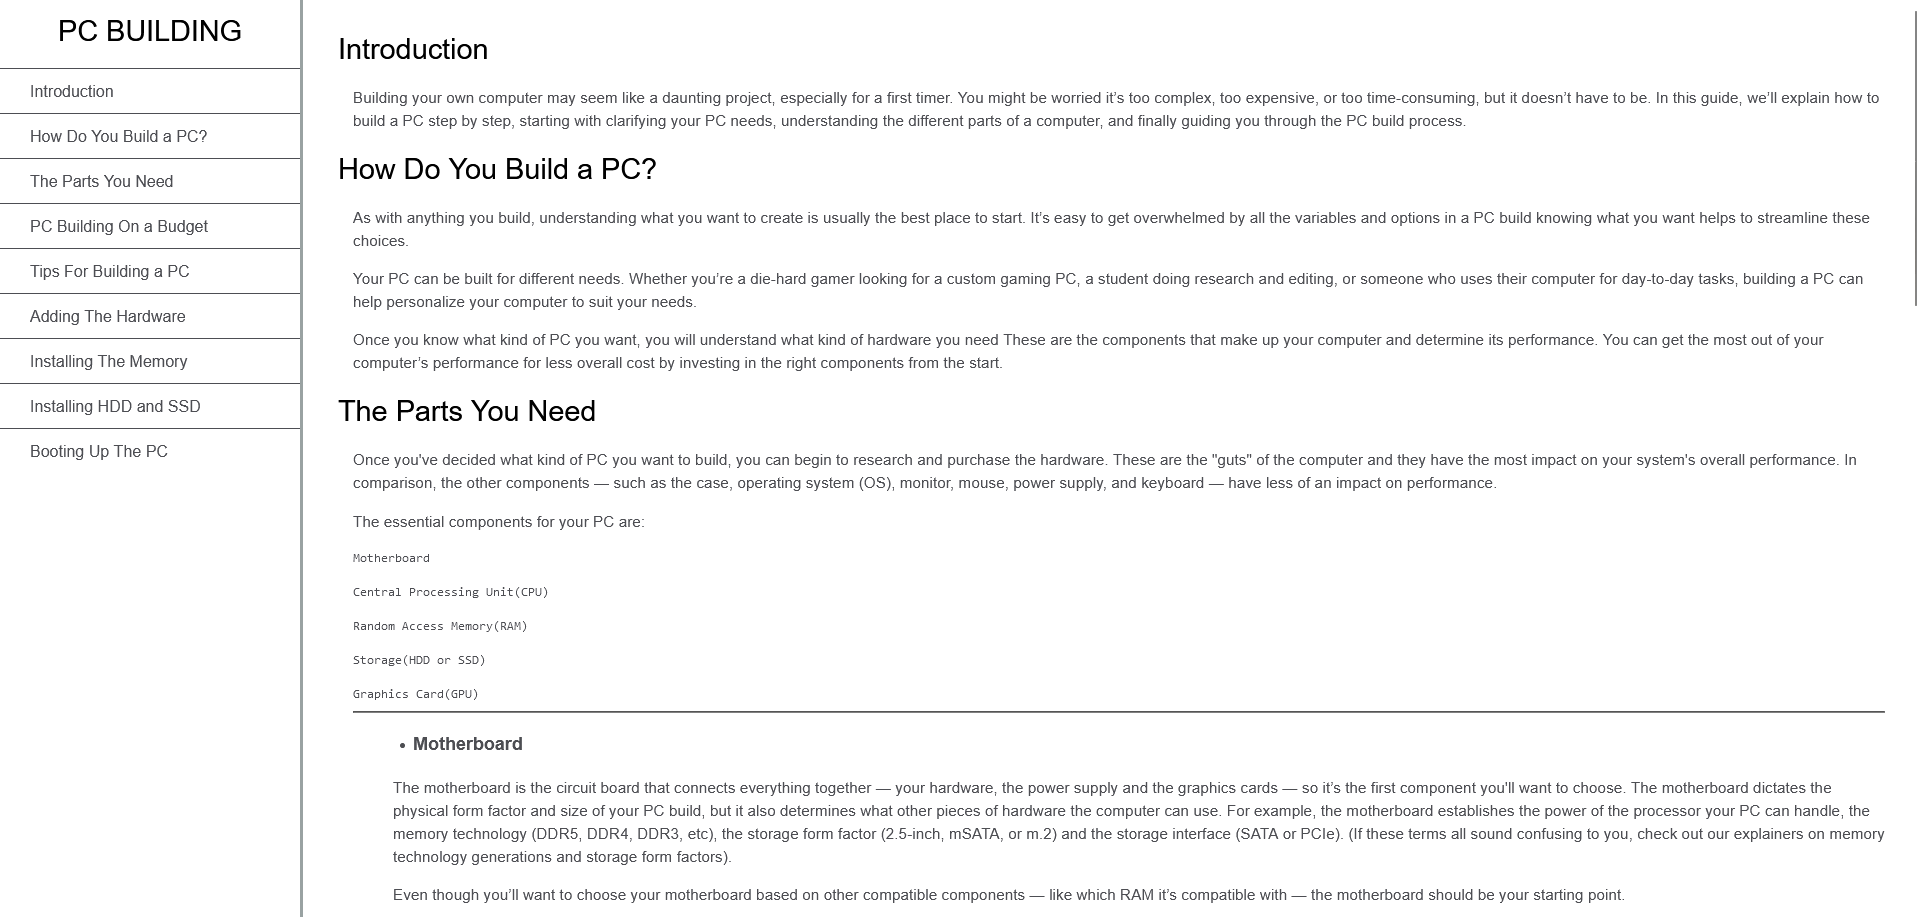 PC BUILDING
Introduction
How Do You Build a PC?
The Parts You Need
PC Building On a Budget
Tips For Building a PC
Adding The Hardware
Installing The Memory
Installing HDD and SSD
Booting Up The PC
Introduction
Building your own computer may seem like a daunting project, especially for a first timer. You might be worried it’s too complex, too expensive, or too time-consuming, but it doesn’t have to be. In this guide, we’ll explain how to
build a PC step by step, starting with clarifying your PC needs, understanding the different parts of a computer, and finally guiding you through the PC build process.
How Do You Build a PC?
As with anything you build, understanding what you want to create is usually the best place to start. It’s easy to get overwhelmed by all the variables and options in a PC build knowing what you want helps to streamline these
choices.
Your PC can be built for different needs. Whether you’re a die-hard gamer looking for a custom gaming PC, a student doing research and editing, or someone who uses their computer for day-to-day tasks, building a PC can
help personalize your computer to suit your needs.
Once you know what kind of PC you want, you will understand what kind of hardware you need These are the components that make up your computer and determine its performance. You can get the most out of your
computer’s performance for less overall cost by investing in the right components from the start.
The Parts You Need
Once you've decided what kind of PC you want to build, you can begin to research and purchase the hardware. These are the "guts" of the computer and they have the most impact on your system's overall performance. In
comparison, the other components — such as the case, operating system (OS), monitor, mouse, power supply, and keyboard — have less of an impact on performance.
The essential components for your PC are:
Motherboard
Central Processing Unit(CPU)
Random Access Memory(RAM)
Storage(HDD or SSD)
Graphics Card(GPU)
• Motherboard
The motherboard is the circuit board that connects everything together — your hardware, the power supply and the graphics cards — so it’s the first component you'll want to choose. The motherboard dictates the
physical form factor and size of your PC build, but it also determines what other pieces of hardware the computer can use. For example, the motherboard establishes the power of the processor your PC can handle, the
memory technology (DDR5, DDR4, DDR3, etc), the storage form factor (2.5-inch, mSATA, or m.2) and the storage interface (SATA or PCIe). (If these terms all sound confusing to you, check out our explainers on memory
technology generations and storage form factors).
Even though you’ll want to choose your motherboard based on other compatible components — like which RAM it’s compatible with — the motherboard should be your starting point.